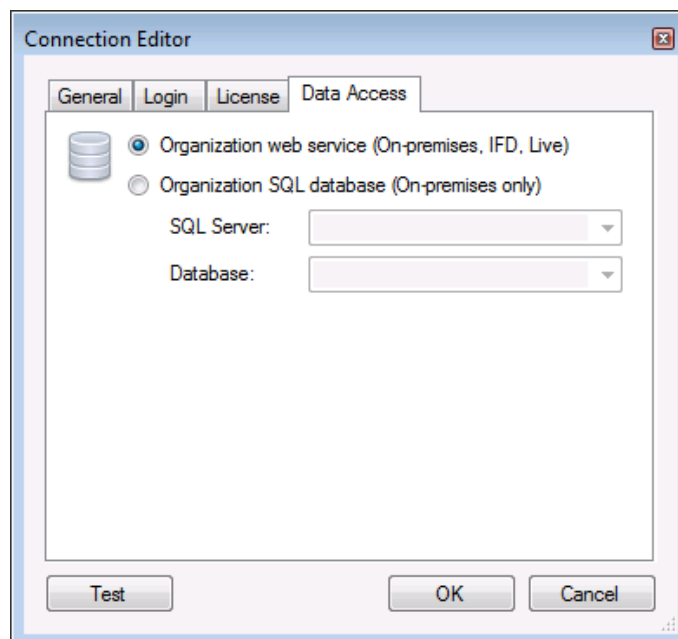 Connection Editor
General Login License Data Access
Organization web service (On-premises, IFD, Live)
Organization SQL database (On-premises only)
SQL Server:
Database:
Test OK Cancel